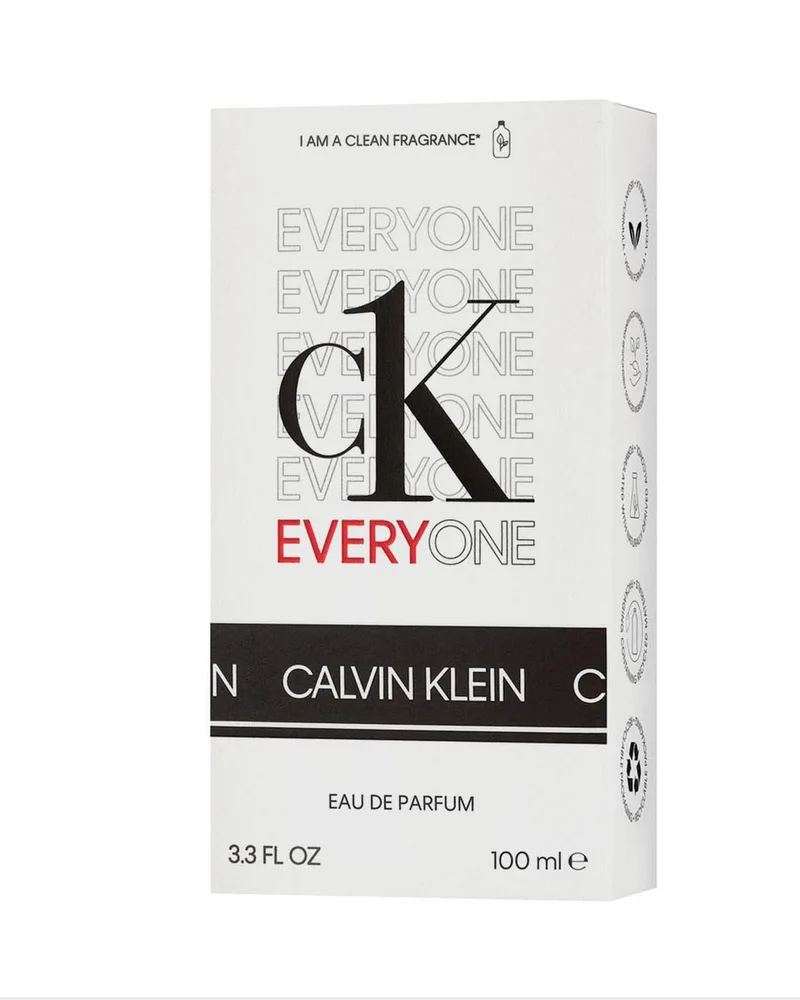 I AM A CLEAN FRAGRANCE*
EVERYONE
EVERYONE
EVERYONE
EVERYONE
EVERYONE
ck
EVERYONE
N CALVIN KLEIN C
EAU DE PARFUM
3.3 FL OZ
100 ml ℮
VEGAN